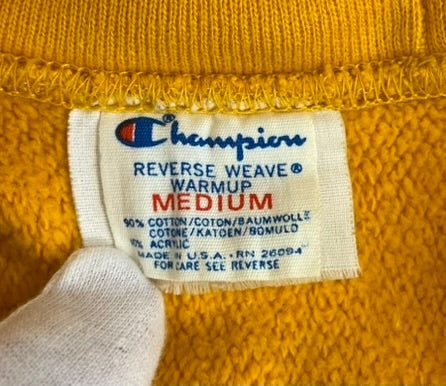 Champion
REVERSE WEAVE®
WARMUP
MEDIUM
90% COTTON/COTON/BAUMWOLLE
COTONE/KATOEN/BOMULD
10% ACRYLIC
MADE IN U.S.A. • RN 26094
FOR CARE SEE REVERSE